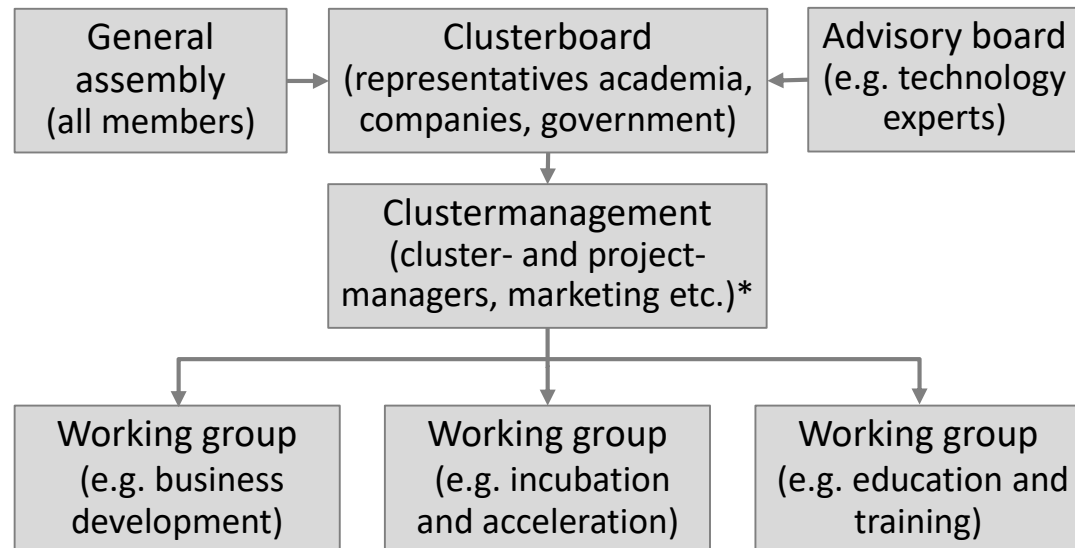 General
assembly
(all members)
Clusterboard
(representatives academia,
companies, government)
Advisory board
(e.g. technology
experts)
Clustermanagement
(cluster- and project-
managers, marketing etc.)*
Working group
(e.g. business
development)
Working group
(e.g. incubation
and acceleration)
Working group
(e.g. education and
training)